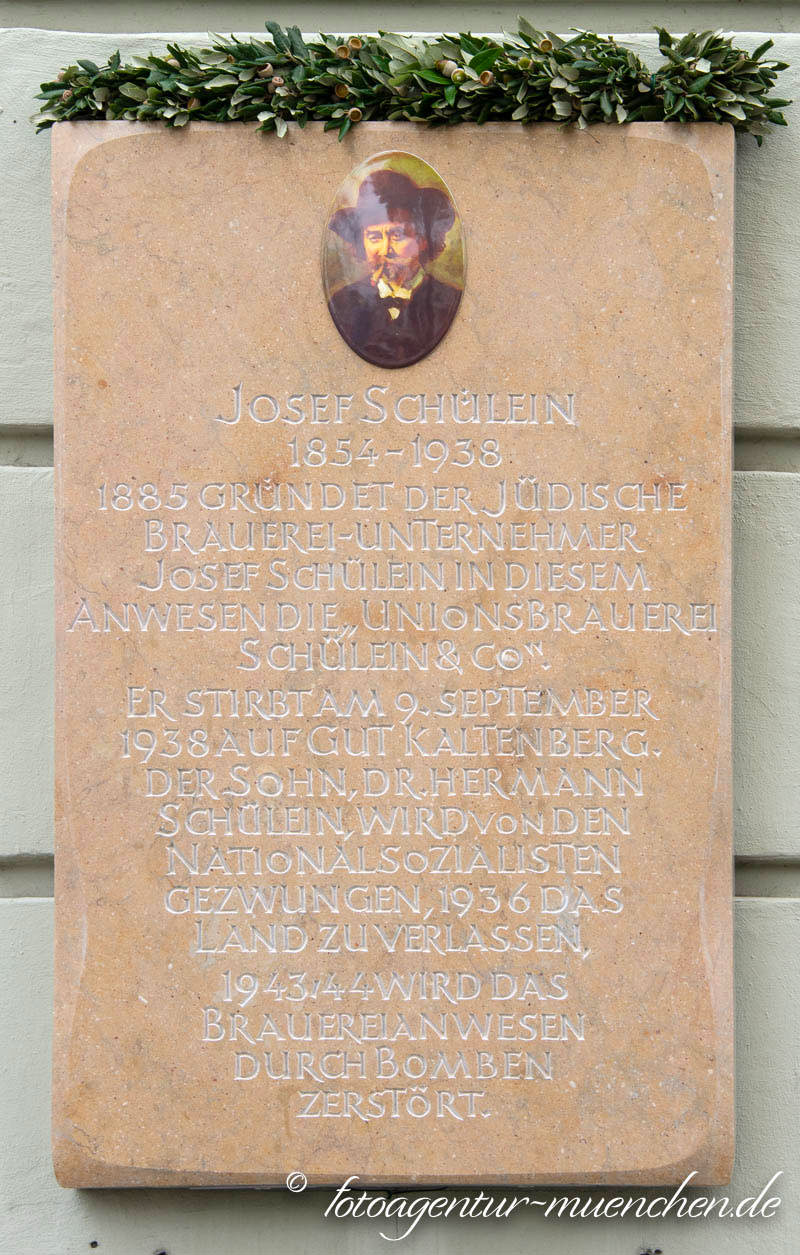 JOSEF SCHÜLEIN
1854-1938
1885 GRÜNDET DER JÜDISCHE
BRAUEREI-UNTERNEHMER
JOSEF SCHÜLEIN IN DIESEM
ANWESEN DIE „UNIONSBRAUEREI
SCHÜLEIN & CO".
ER STIRBT AM 9. SEPTEMBER
1938 AUF GUT KALTENBERG.
DER SOHN, DR. HERMANN
SCHÜLEIN, WIRD VON DEN
NATIONALSOZIALISTEN
GEZWUNGEN, 1936 DAS
LAND ZU VERLASSEN,
1943/44 WIRD DAS
BRAUEREIANWESEN
DURCH BOMBEN
ZERSTÖRT.
© fotoagentur-muenchen.de